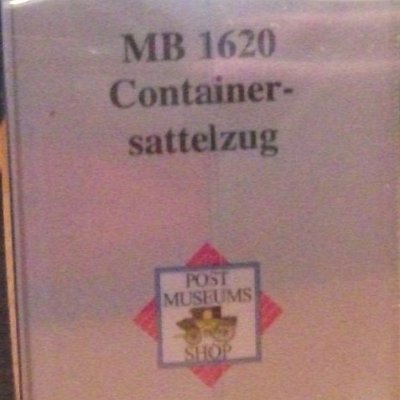 MB 1620
Container-
sattelzug
POST
MUSEUMS
SHOP